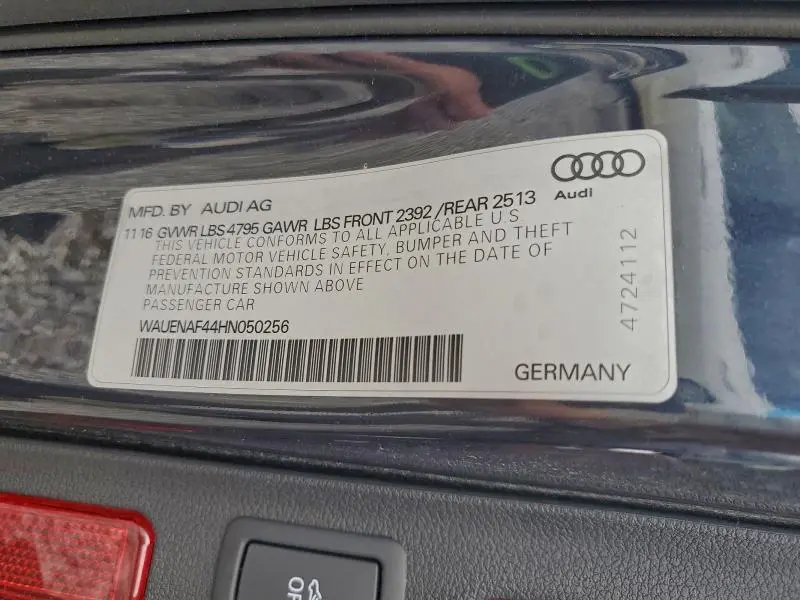 Audi
MFD. BY AUDI AG
1116 GVWR LBS 4795 GAWR LBS FRONT 2392 /REAR 2513
THIS VEHICLE CONFORMS TO ALL APPLICABLE U.S
FEDERAL MOTOR VEHICLE SAFETY, BUMPER AND THEFT
PREVENTION STANDARDS IN EFFECT ON THE DATE OF
MANUFACTURE SHOWN ABOVE
PASSENGER CAR
WAUENAF44HN050256
GERMANY
4724112